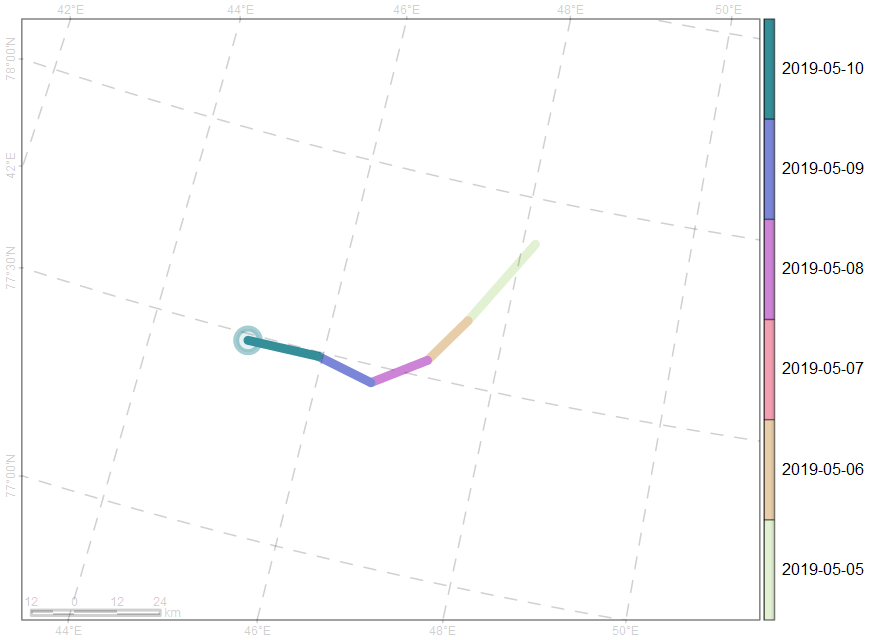 42°E 44°E 46°E 48°E 50°E
78°00'N
42°E
77°30'N
77°00'N
2019-05-10
2019-05-09
2019-05-08
2019-05-07
2019-05-06
2019-05-05
12 0 12 24
km
44°E 46°E 48°E 50°E